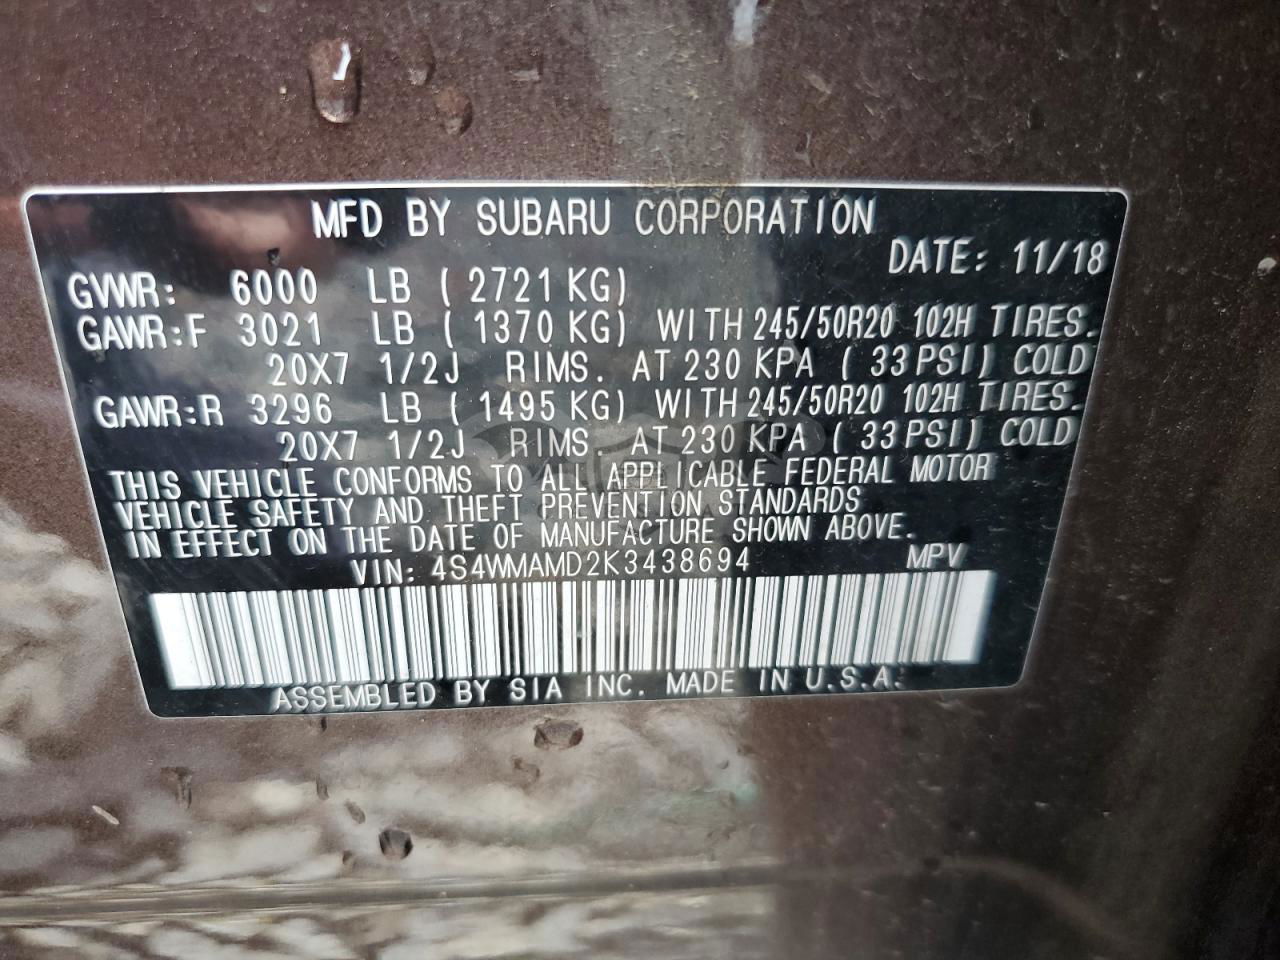 MFD BY SUBARU CORPORATION
DATE: 11/18
GVWR: 6000 LB ( 2721 KG)
GAWR:F 3021 LB ( 1370 KG) WITH 245/50R20 102H TIRES.
20X7 1/2J RIMS. AT 230 KPA ( 33 PSI) COLD
GAWR:R 3296 LB ( 1495 KG) WITH 245/50R20 102H TIRES.
20X7 1/2J RIMS. AT 230 KPA ( 33 PSI) COLD
THIS VEHICLE CONFORMS TO ALL APPLICABLE FEDERAL MOTOR
VEHICLE SAFETY AND THEFT PREVENTION STANDARDS
IN EFFECT ON THE DATE OF MANUFACTURE SHOWN ABOVE.
VIN: 4S4WMAMD2K3438694 MPV
ASSEMBLED BY SIA INC. MADE IN U.S.A.